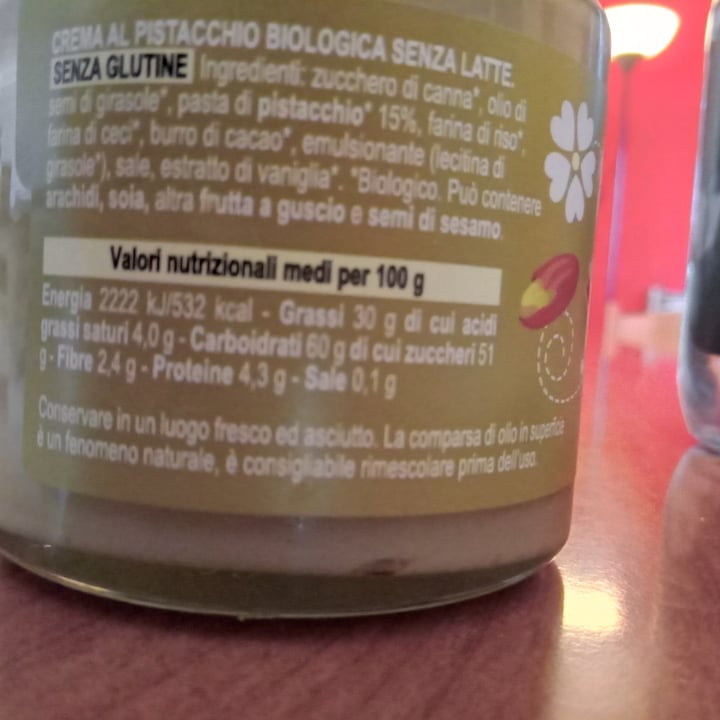 CREMA AL PISTACCHIO BIOLOGICA SENZA LATTE.
SENZA GLUTINE Ingredienti: zucchero di canna*, olio di
semi di girasole*, pasta di pistacchio* 15%, farina di riso*,
farina di ceci*, burro di cacao*, emulsionante (lecitina di
girasole*), sale, estratto di vaniglia*. *Biologico. Può contenere
arachidi, soia, altra frutta a guscio e semi di sesamo.
Valori nutrizionali medi per 100 g
Energia 2222 kJ/532 kcal - Grassi 30 g di cui acidi
grassi saturi 4,0 g - Carboidrati 60 g di cui zuccheri 51
g - Fibre 2,4 g - Proteine 4,3 g - Sale 0,1 g
Conservare in un luogo fresco ed asciutto. La comparsa di olio in superficie
è un fenomeno naturale, è consigliabile rimescolare prima dell'uso.